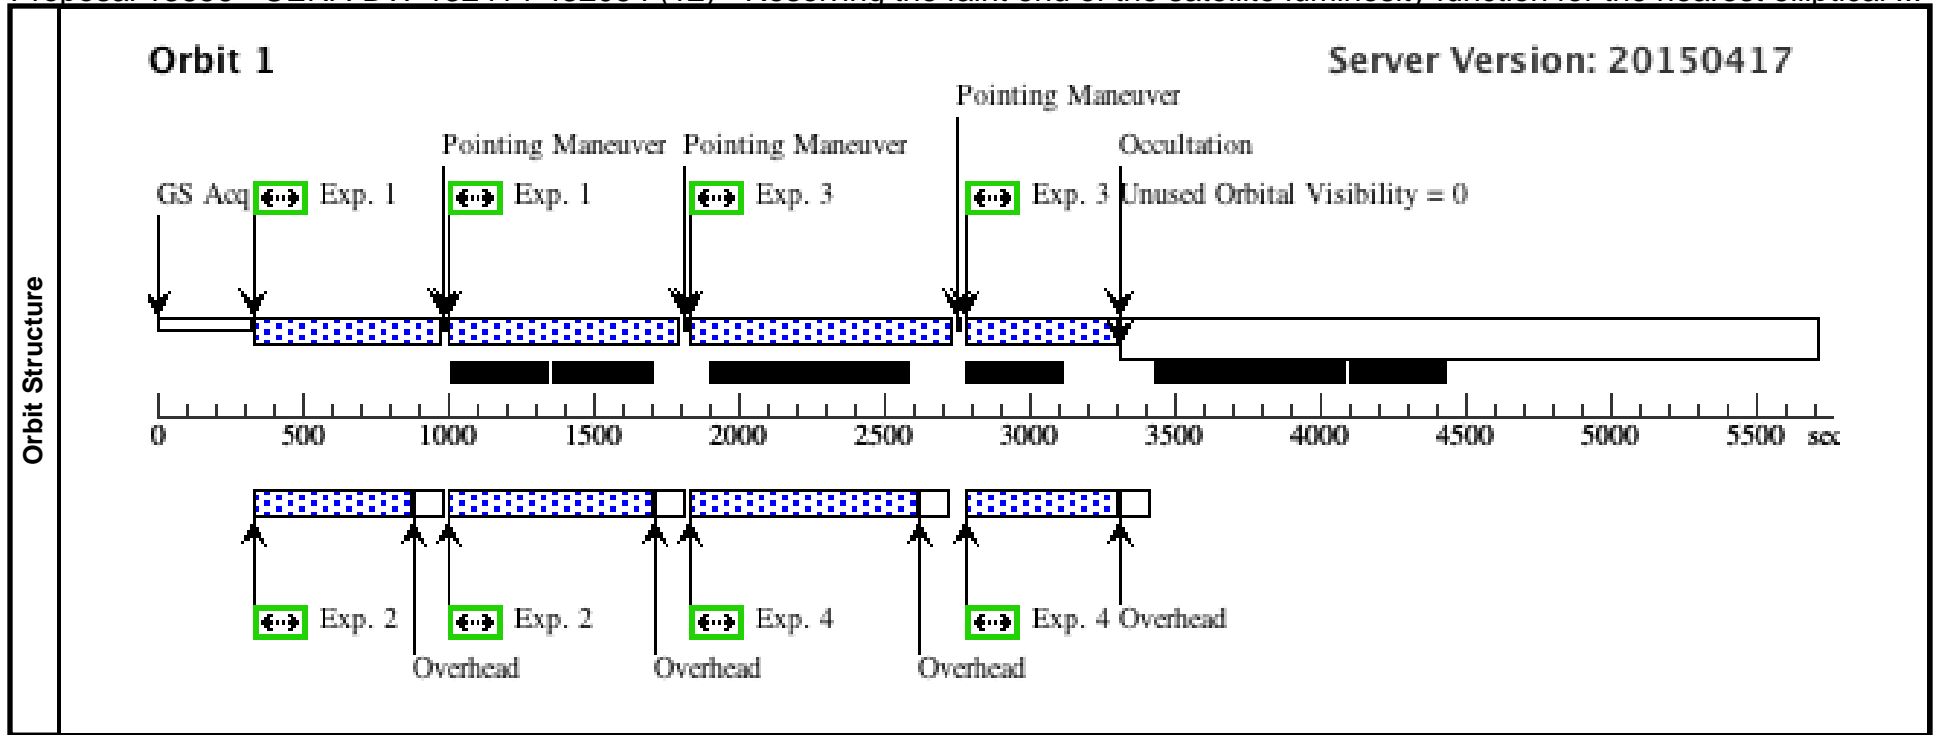 Orbit 1
Server Version: 20150417
Pointing Maneuver
Pointing Maneuver Pointing Maneuver Occultation
GS Acq Exp. 1 Exp. 1 Exp. 3 Exp. 3 Unused Orbital Visibility = 0
Orbit Structure
0 500 1000 1500 2000 2500 3000 3500 4000 4500 5000 5500 sec
Exp. 2 Exp. 2 Exp. 4 Exp. 4 Overhead
Overhead Overhead Overhead